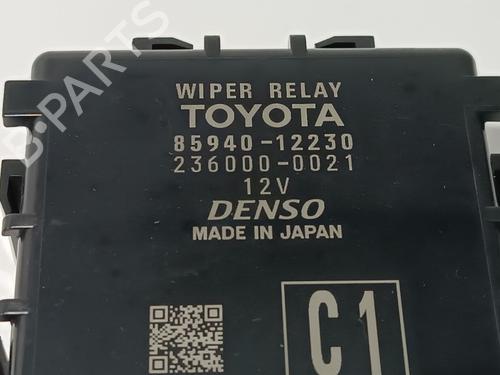 WIPER RELAY
TOYOTA
85940-12230
236000-0021
12V
DENSO
MADE IN JAPAN
C1
B-PARTS